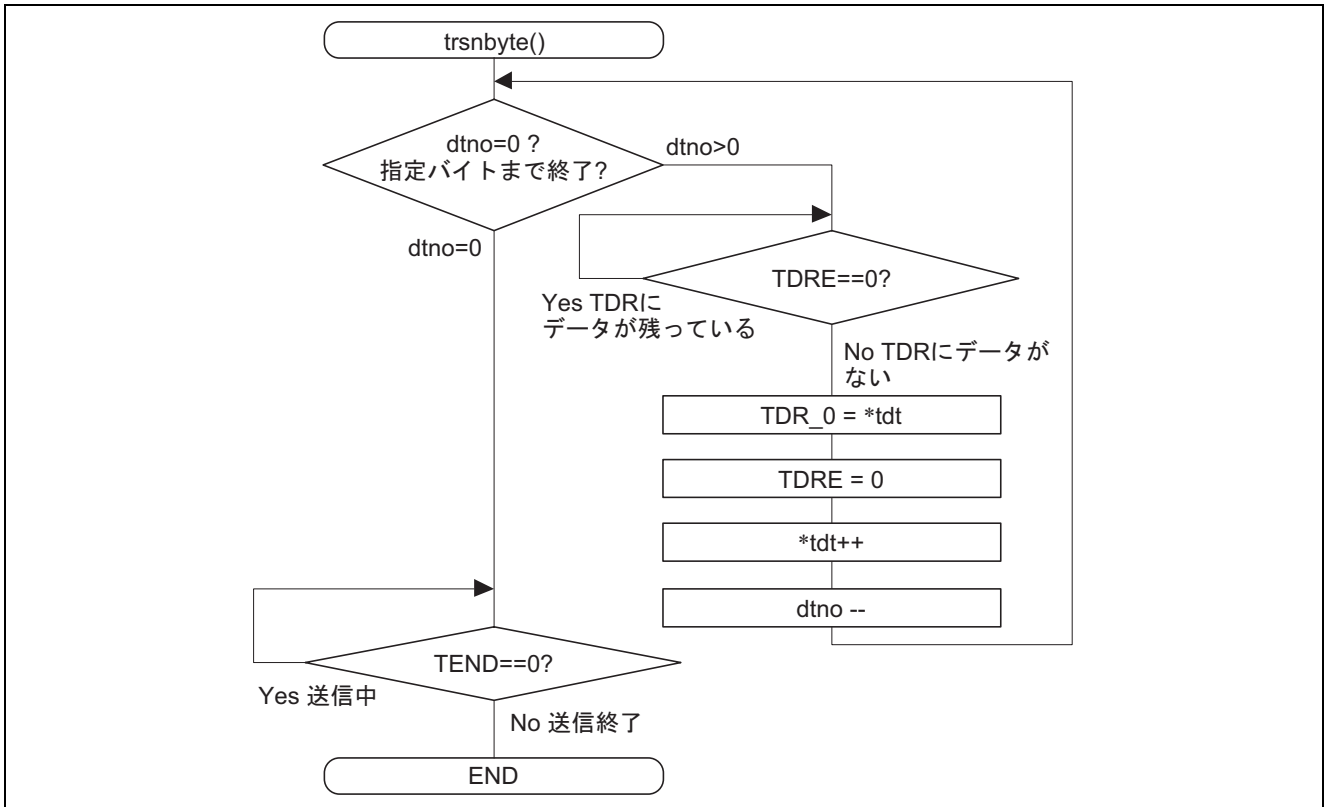 trsnbyte()
dtno=0 ?
指定バイトまで終了?
dtno>0
dtno=0
TDRE==0?
Yes TDRに
データが残っている
No TDRにデータが
ない
TDR_0 = *tdt
TDRE = 0
*tdt++
dtno --
TEND==0?
Yes 送信中
No 送信終了
END